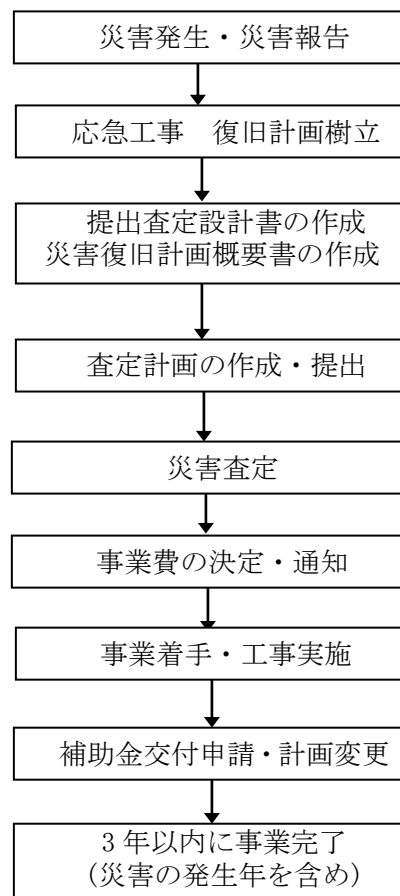 災害発生・災害報告
応急工事　復旧計画樹立
提出査定設計書の作成
災害復旧計画概要書の作成
査定計画の作成・提出
災害査定
事業費の決定・通知
事業着手・工事実施
補助金交付申請・計画変更
3 年以内に事業完了
(災害の発生年を含め)